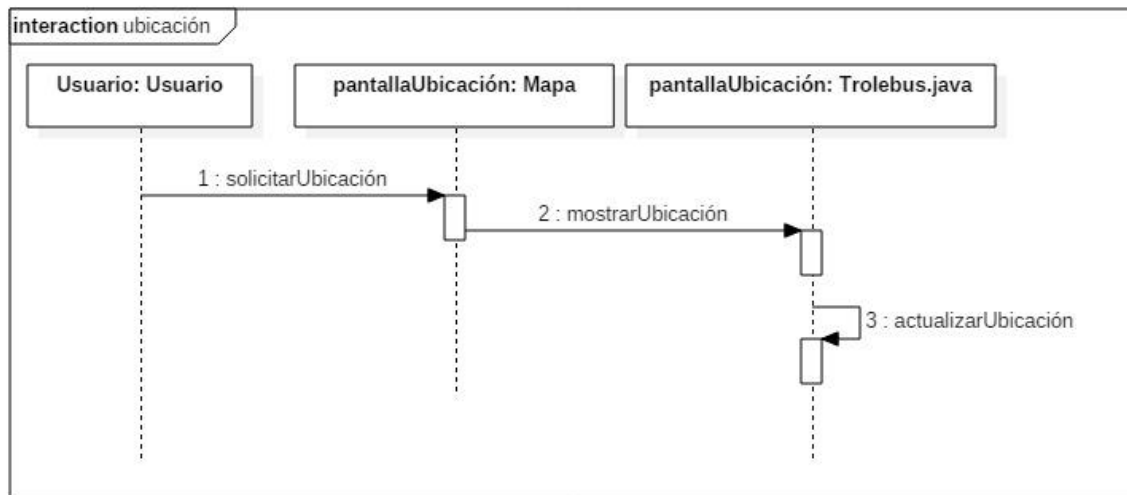 interaction ubicación
Usuario: Usuario
pantallaUbicación: Mapa
pantallaUbicación: Trolebus.java
1 : solicitarUbicación
2 : mostrarUbicación
3 : actualizarUbicación